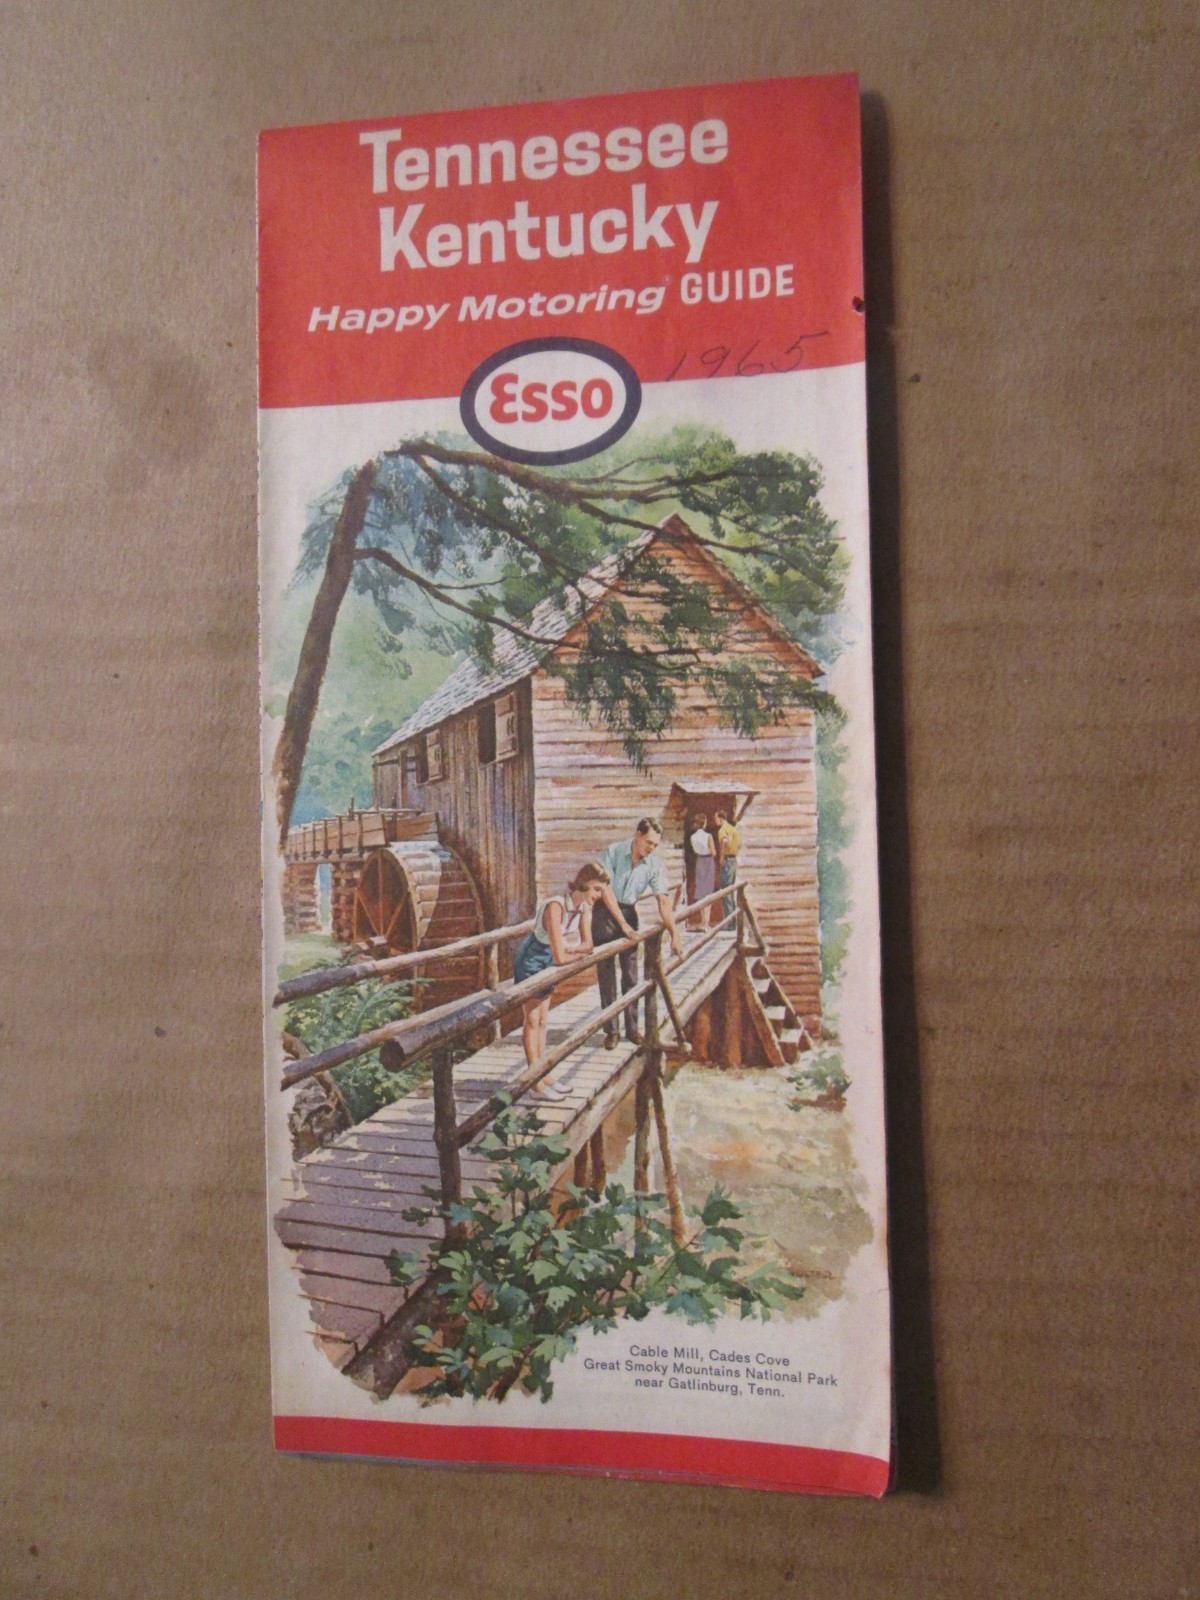 Tennessee
Kentucky
Happy Motoring® GUIDE
1965
Esso
Cable Mill, Cades Cove
Great Smoky Mountains National Park
near Gatlinburg, Tenn.